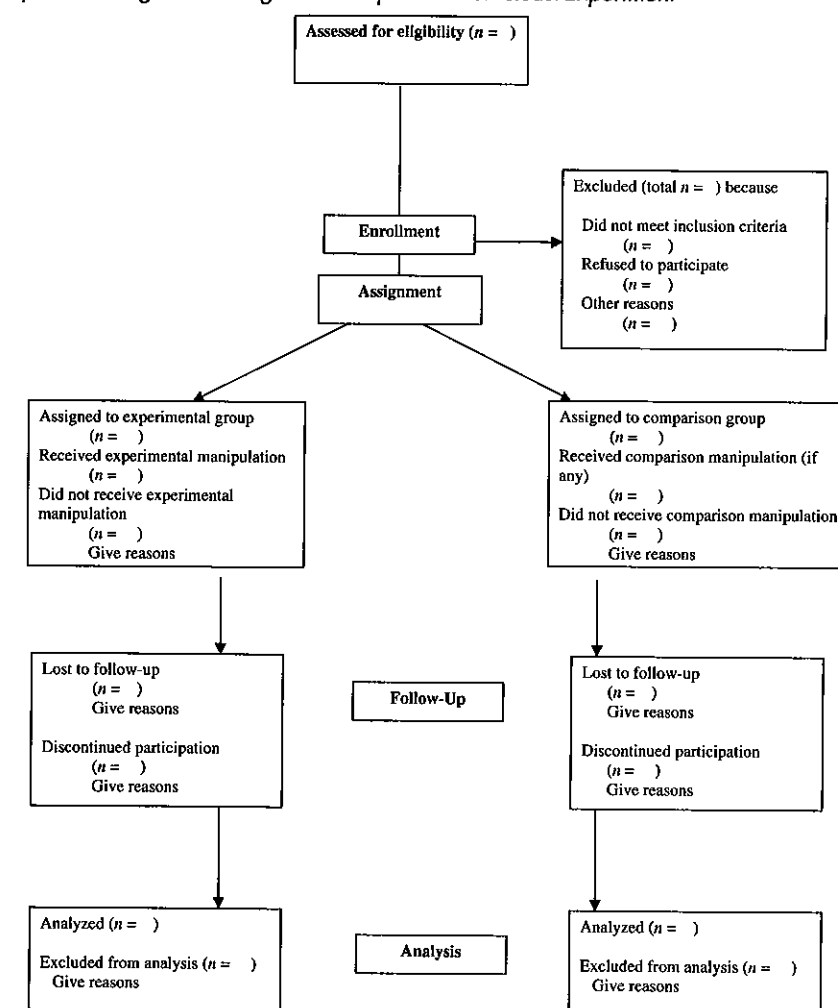 Experiment
Assessed for eligibility (n =   )
Excluded (total n =   ) because
Did not meet inclusion criteria
(n =   )
Refused to participate
(n =   )
Other reasons
(n =   )
Enrollment
Assignment
Assigned to experimental group
(n =   )
Received experimental manipulation
(n =   )
Did not receive experimental
manipulation
(n =   )
Give reasons
Assigned to comparison group
(n =   )
Received comparison manipulation (if
any)
(n =   )
Did not receive comparison manipulation
(n =   )
Give reasons
Lost to follow-up
(n =   )
Give reasons
Discontinued participation
(n =   )
Give reasons
Follow-Up
Lost to follow-up
(n =   )
Give reasons
Discontinued participation
(n =   )
Give reasons
Analyzed (n =   )
Excluded from analysis (n =   )
Give reasons
Analysis
Analyzed (n =   )
Excluded from analysis (n =   )
Give reasons